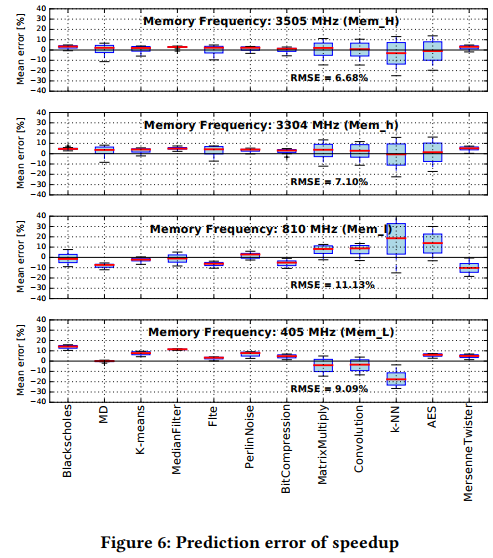 Memory Frequency: 3505 MHz (Mem_H)
Mean error [%]
40
30
20
10
0
−10
−20
−30
−40
RMSE = 6.68%
Memory Frequency: 3304 MHz (Mem_h)
Mean error [%]
40
30
20
10
0
−10
−20
−30
−40
RMSE = 7.10%
Memory Frequency: 810 MHz (Mem_l)
Mean error [%]
40
30
20
10
0
−10
−20
−30
−40
RMSE = 11.13%
Memory Frequency: 405 MHz (Mem_L)
Mean error [%]
40
30
20
10
0
−10
−20
−30
−40
RMSE = 9.09%
Blackscholes
MD
K-means
MedianFilter
Flte
PerlinNoise
BitCompression
MatrixMultiply
Convolution
k-NN
AES
MersenneTwister
Figure 6: Prediction error of speedup